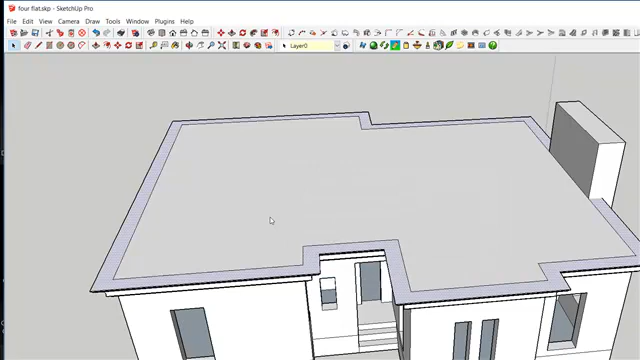 four flat.skp - SketchUp Pro
File Edit View Camera Draw Tools Window Plugins Help
Layer0